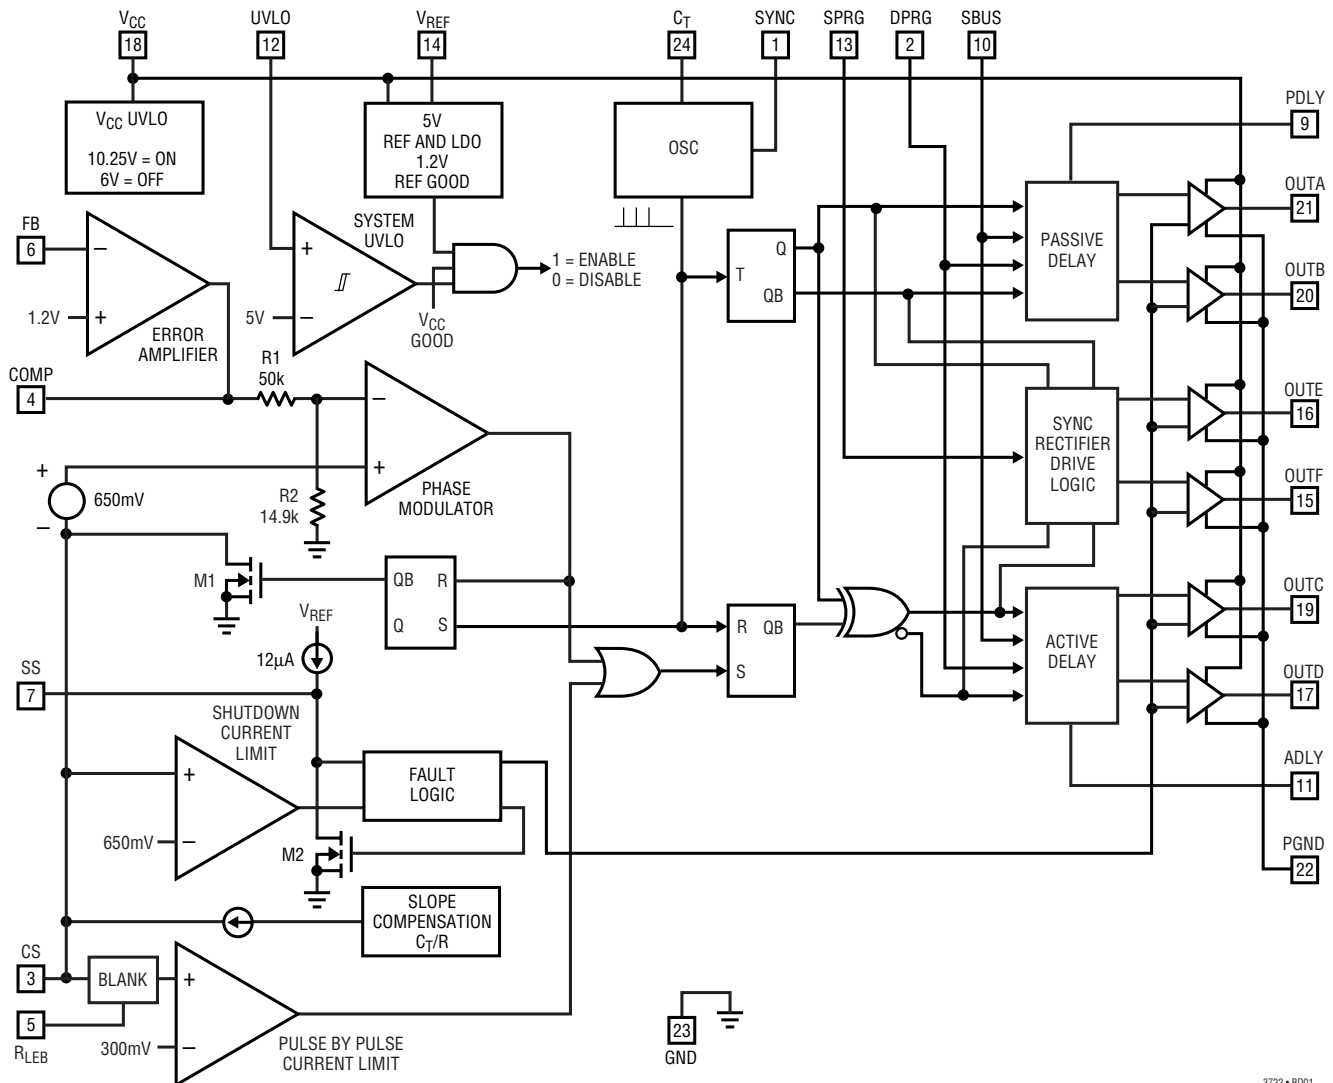 VCC
18
UVLO
12
VREF
14
CT
24
SYNC
1
SPRG
13
DPRG
2
SBUS
10
PDLY
9
VCC UVLO
10.25V = ON
6V = OFF
5V
REF AND LDO
1.2V
REF GOOD
OSC
FB
6
−
1.2V
+
ERROR
AMPLIFIER
SYSTEM
UVLO
+
5V
−
VCC
GOOD
1 = ENABLE
0 = DISABLE
T
Q
QB
PASSIVE
DELAY
OUTA
21
OUTB
20
COMP
4
R1
50k
−
+
PHASE
MODULATOR
R2
14.9k
+
650mV
−
SYNC
RECTIFIER
DRIVE
LOGIC
OUTE
16
OUTF
15
M1
QB
R
Q
S
R
QB
S
ACTIVE
DELAY
OUTC
19
OUTD
17
VREF
12µA
SS
7
SHUTDOWN
CURRENT
LIMIT
+
650mV
−
FAULT
LOGIC
M2
ADLY
11
PGND
22
SLOPE
COMPENSATION
CT/R
CS
3
BLANK
+
5
RLEB
300mV
−
PULSE BY PULSE
CURRENT LIMIT
23
GND
3722 • BD01